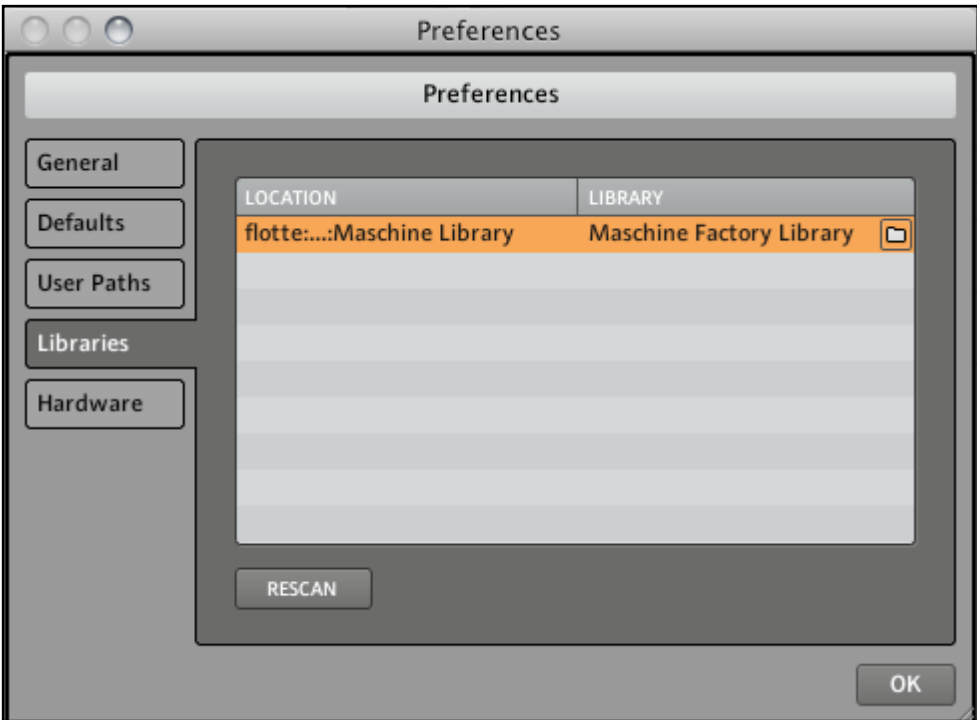 Preferences
Preferences
General
Defaults
User Paths
Libraries
Hardware
LOCATION LIBRARY
flotte:...:Maschine Library Maschine Factory Library
RESCAN
OK